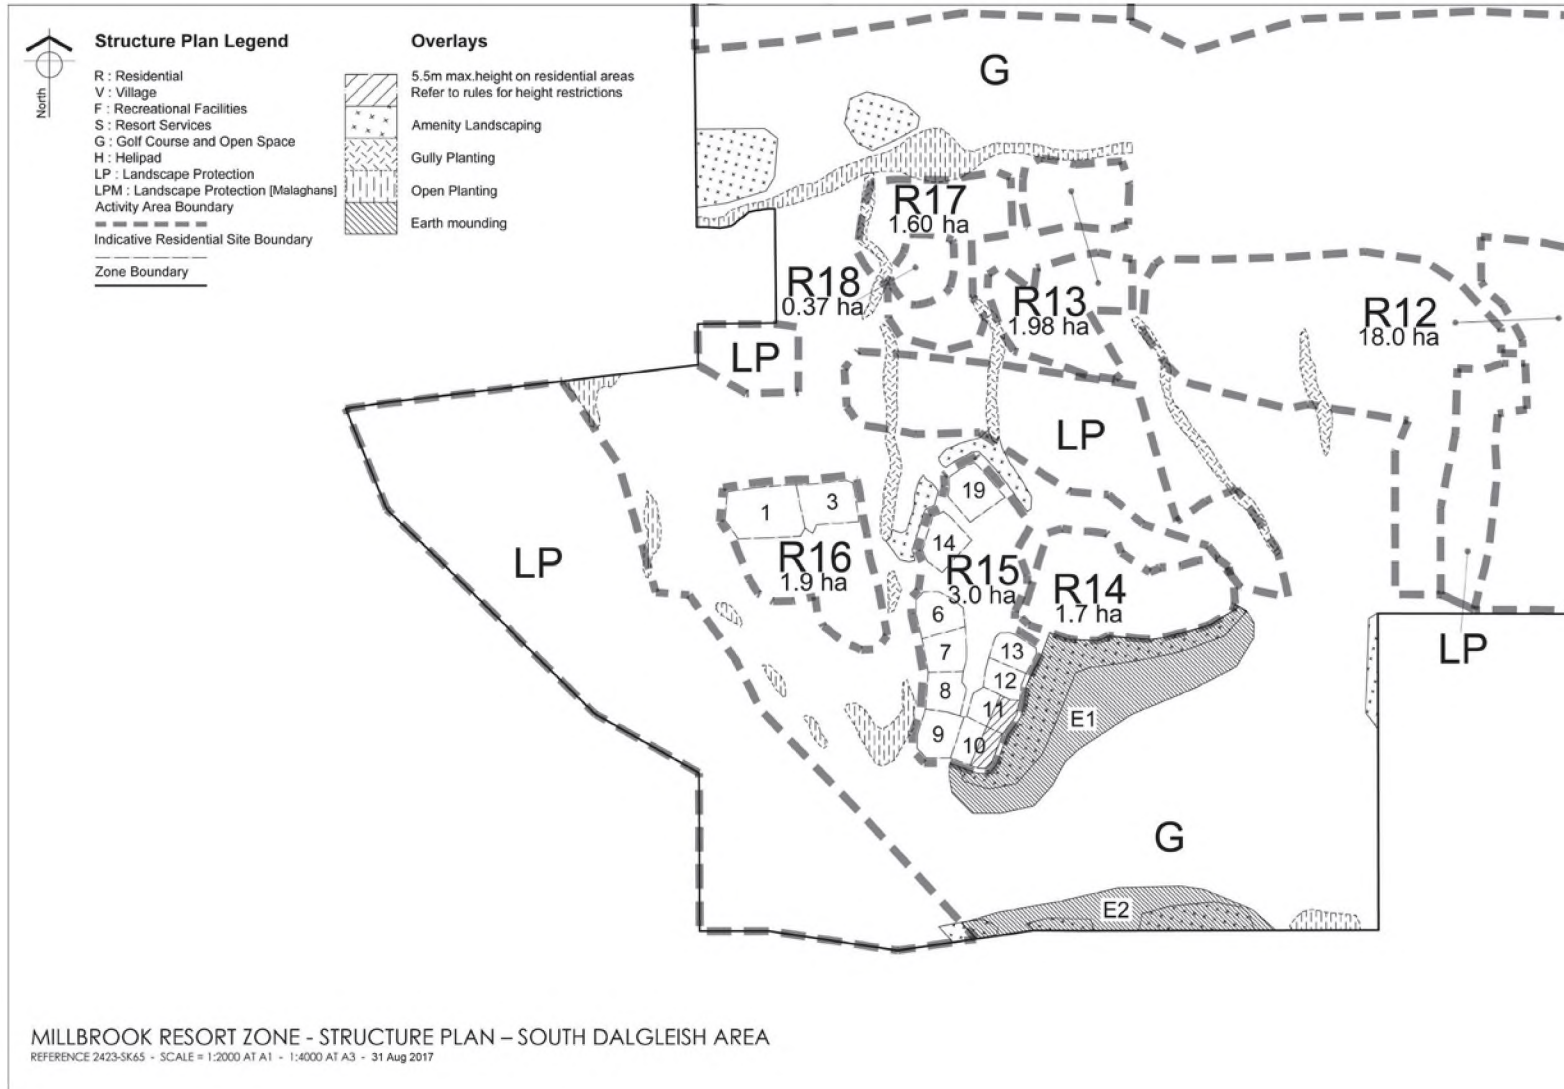 Structure Plan Legend
R : Residential
V : Village
F : Recreational Facilities
S : Resort Services
G : Golf Course and Open Space
H : Helipad
LP : Landscape Protection
LPM : Landscape Protection [Malaghans]
Activity Area Boundary
Indicative Residential Site Boundary
Zone Boundary
North
Overlays
5.5m max.height on residential areas
Refer to rules for height restrictions
Amenity Landscaping
Gully Planting
Open Planting
Earth mounding
G
R17
1.60 ha
R18
0.37 ha
R13
1.98 ha
R12
18.0 ha
LP
LP
LP
1
3
R16
1.9 ha
19
14
R15
3.0 ha
R14
1.7 ha
6
7
8
9
10
11
12
13
LP
E1
G
E2
MILLBROOK RESORT ZONE - STRUCTURE PLAN – SOUTH DALGLEISH AREA
REFERENCE 2423-SK65 - SCALE = 1:2000 AT A1 - 1:4000 AT A3 - 31 Aug 2017